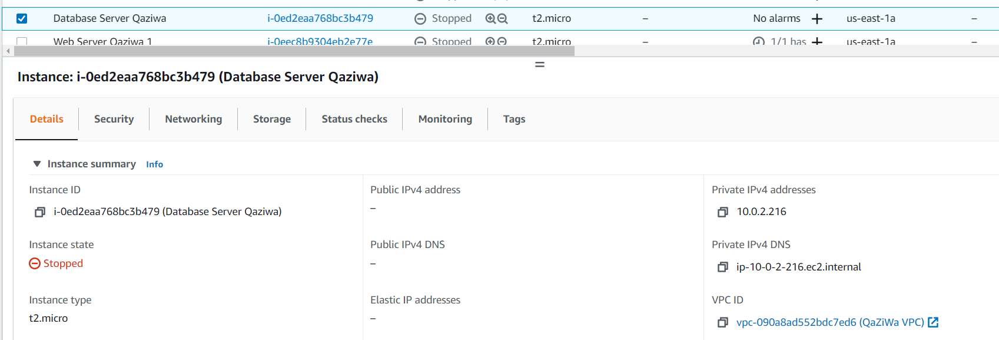 Database Server Qaziwa i-0ed2eaa768bc3b479 Stopped t2.micro – No alarms + us-east-1a –
Web Server Qaziwa 1 i-0eec8b9304eb2e77e Stopped t2.micro – 1/1 has + us-east-1a –
Instance: i-0ed2eaa768bc3b479 (Database Server Qaziwa)
Details Security Networking Storage Status checks Monitoring Tags
Instance summary Info
Instance ID Public IPv4 address Private IPv4 addresses
i-0ed2eaa768bc3b479 (Database Server Qaziwa) – 10.0.2.216
Instance state Public IPv4 DNS Private IPv4 DNS
Stopped – ip-10-0-2-216.ec2.internal
Instance type Elastic IP addresses VPC ID
t2.micro – vpc-090a8ad552bdc7ed6 (QaZiWa VPC)